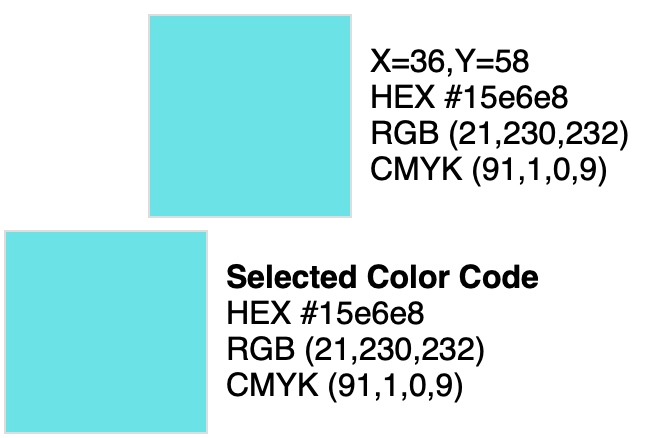 X=36,Y=58
HEX #15e6e8
RGB (21,230,232)
CMYK (91,1,0,9)
Selected Color Code
HEX #15e6e8
RGB (21,230,232)
CMYK (91,1,0,9)